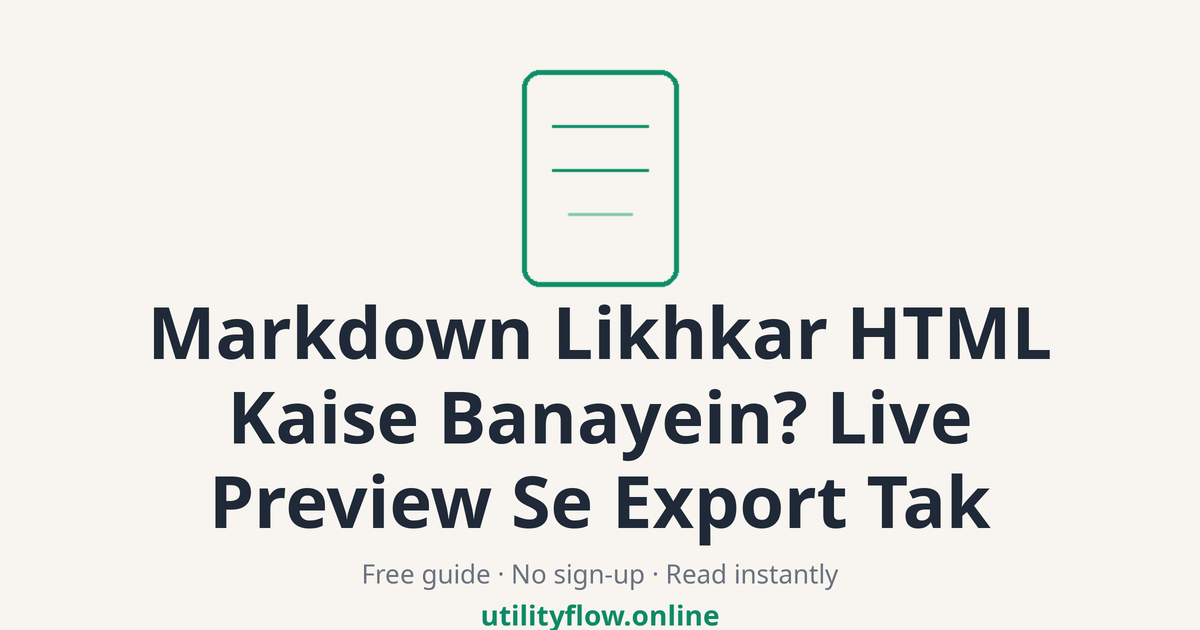 Markdown Likhkar HTML
Kaise Banayein? Live
Preview Se Export Tak
Free guide · No sign-up · Read instantly
utilityflow.online